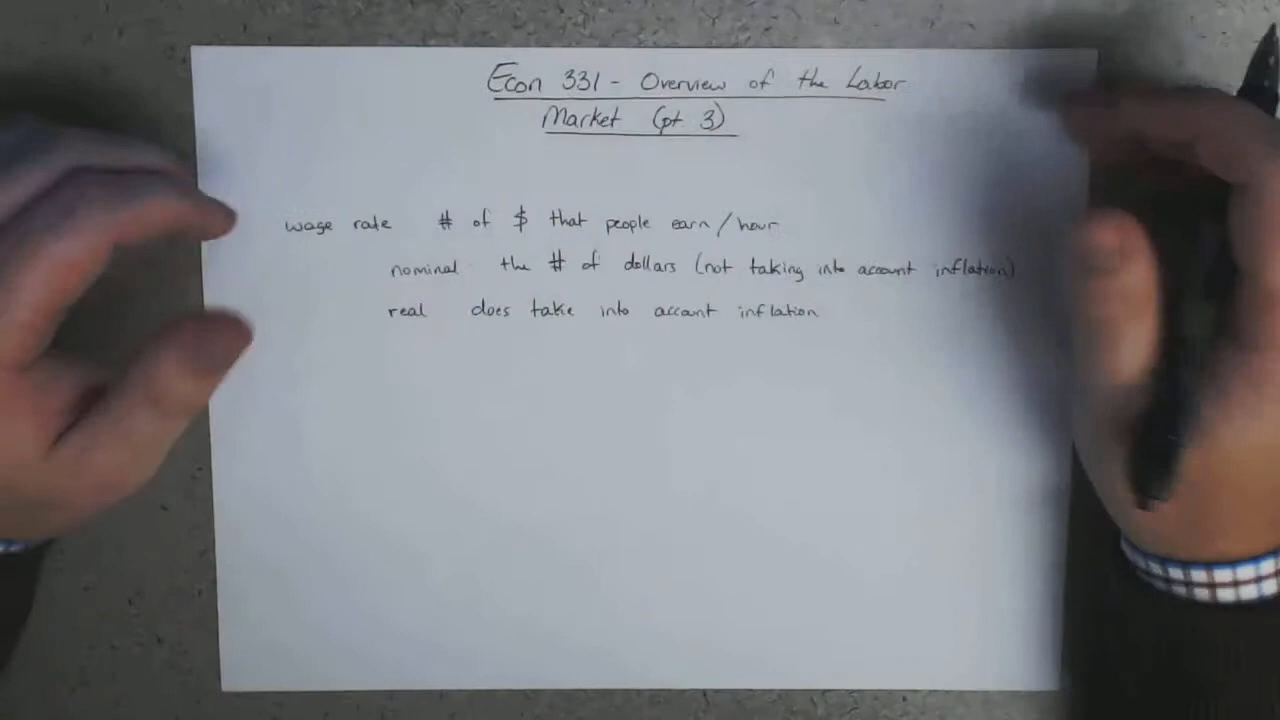 Econ 331 - Overview of the Labor
Market (pt 3)
wage rate # of $ that people earn/hour
nominal the # of dollars (not taking into account inflation)
real does take into account inflation